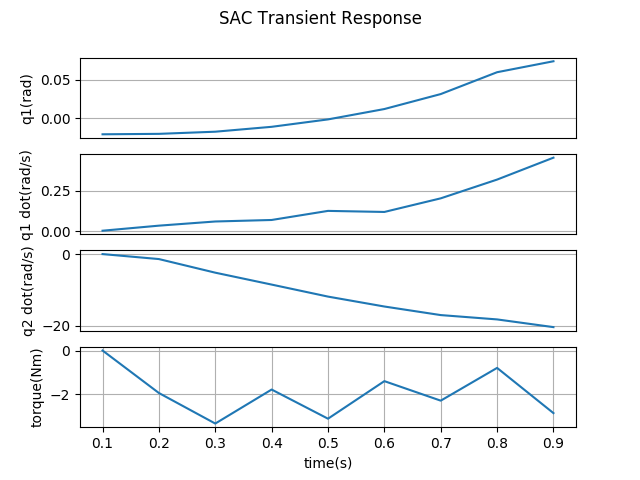 SAC Transient Response
q1(rad)
0.05
0.00
q1 dot(rad/s)
0.25
0.00
q2 dot(rad/s)
0
−20
torque(Nm)
0
−2
0.1 0.2 0.3 0.4 0.5 0.6 0.7 0.8 0.9
time(s)